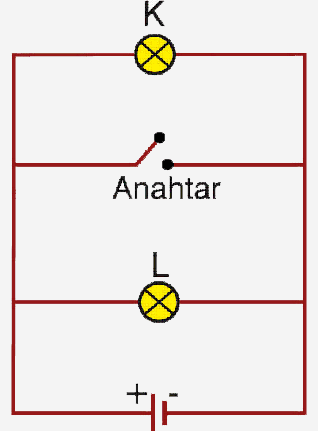 K
Anahtar
L
+ -